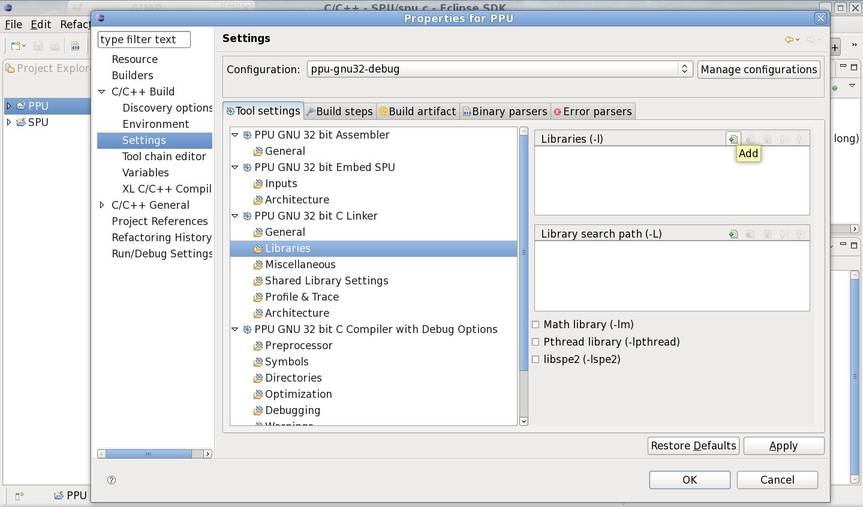 C/C++ - SPU/spu.c - Eclipse SDK
Properties for PPU
File Edit Refac
type filter text
Settings
Project Explor
Resource
Builders
C/C++ Build
Discovery options
Environment
Settings
Tool chain editor
Variables
XL C/C++ Compil
C/C++ General
Project References
Refactoring History
Run/Debug Settings
PPU
SPU
Configuration:
ppu-gnu32-debug
Manage configurations
Tool settings
Build steps
Build artifact
Binary parsers
Error parsers
PPU GNU 32 bit Assembler
General
PPU GNU 32 bit Embed SPU
Inputs
Architecture
PPU GNU 32 bit C Linker
General
Libraries
Miscellaneous
Shared Library Settings
Profile & Trace
Architecture
PPU GNU 32 bit C Compiler with Debug Options
Preprocessor
Symbols
Directories
Optimization
Debugging
Warnings
Libraries (-l)
Add
long)
Library search path (-L)
Math library (-lm)
Pthread library (-lpthread)
libspe2 (-lspe2)
Restore Defaults
Apply
OK
Cancel
PPU